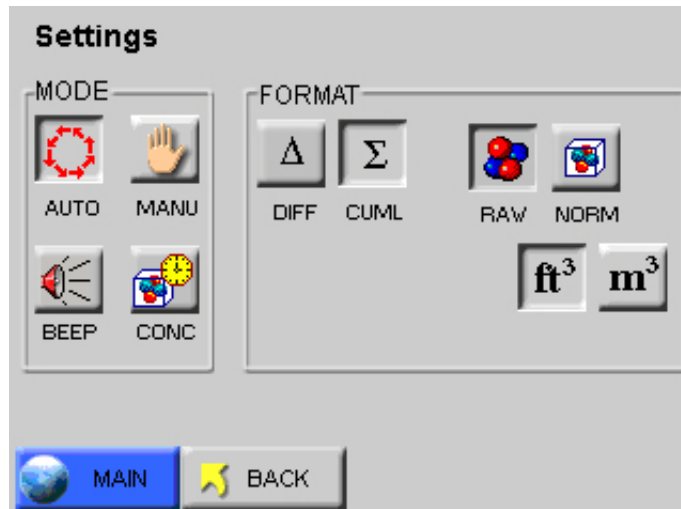 Settings
MODE
FORMAT
Δ
Σ
AUTO
MANU
DIFF
CUML
RAW
NORM
ft³
m³
BEEP
CONC
MAIN
BACK